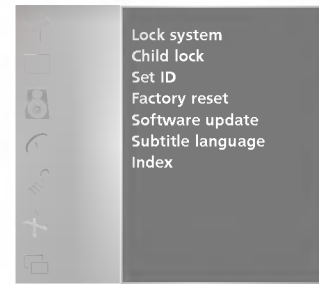 Lock system
Child lock
Set ID
Factory reset
Software update
Subtitle language
Index